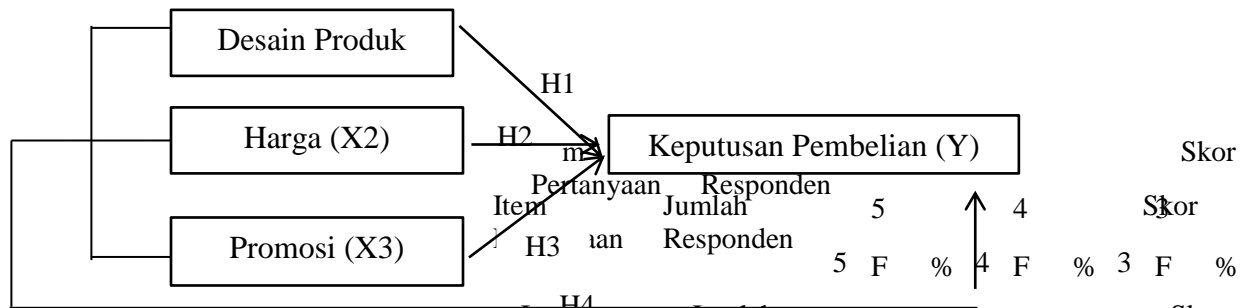 Desain Produk
H1
Harga (X2)
H2
Keputusan Pembelian (Y)
Skor
Pertanyaan Responden
Item Jumlah 5 4 Skor
Promosi (X3)
H3
Responden
5 F % 4 F % 3 F %
H4